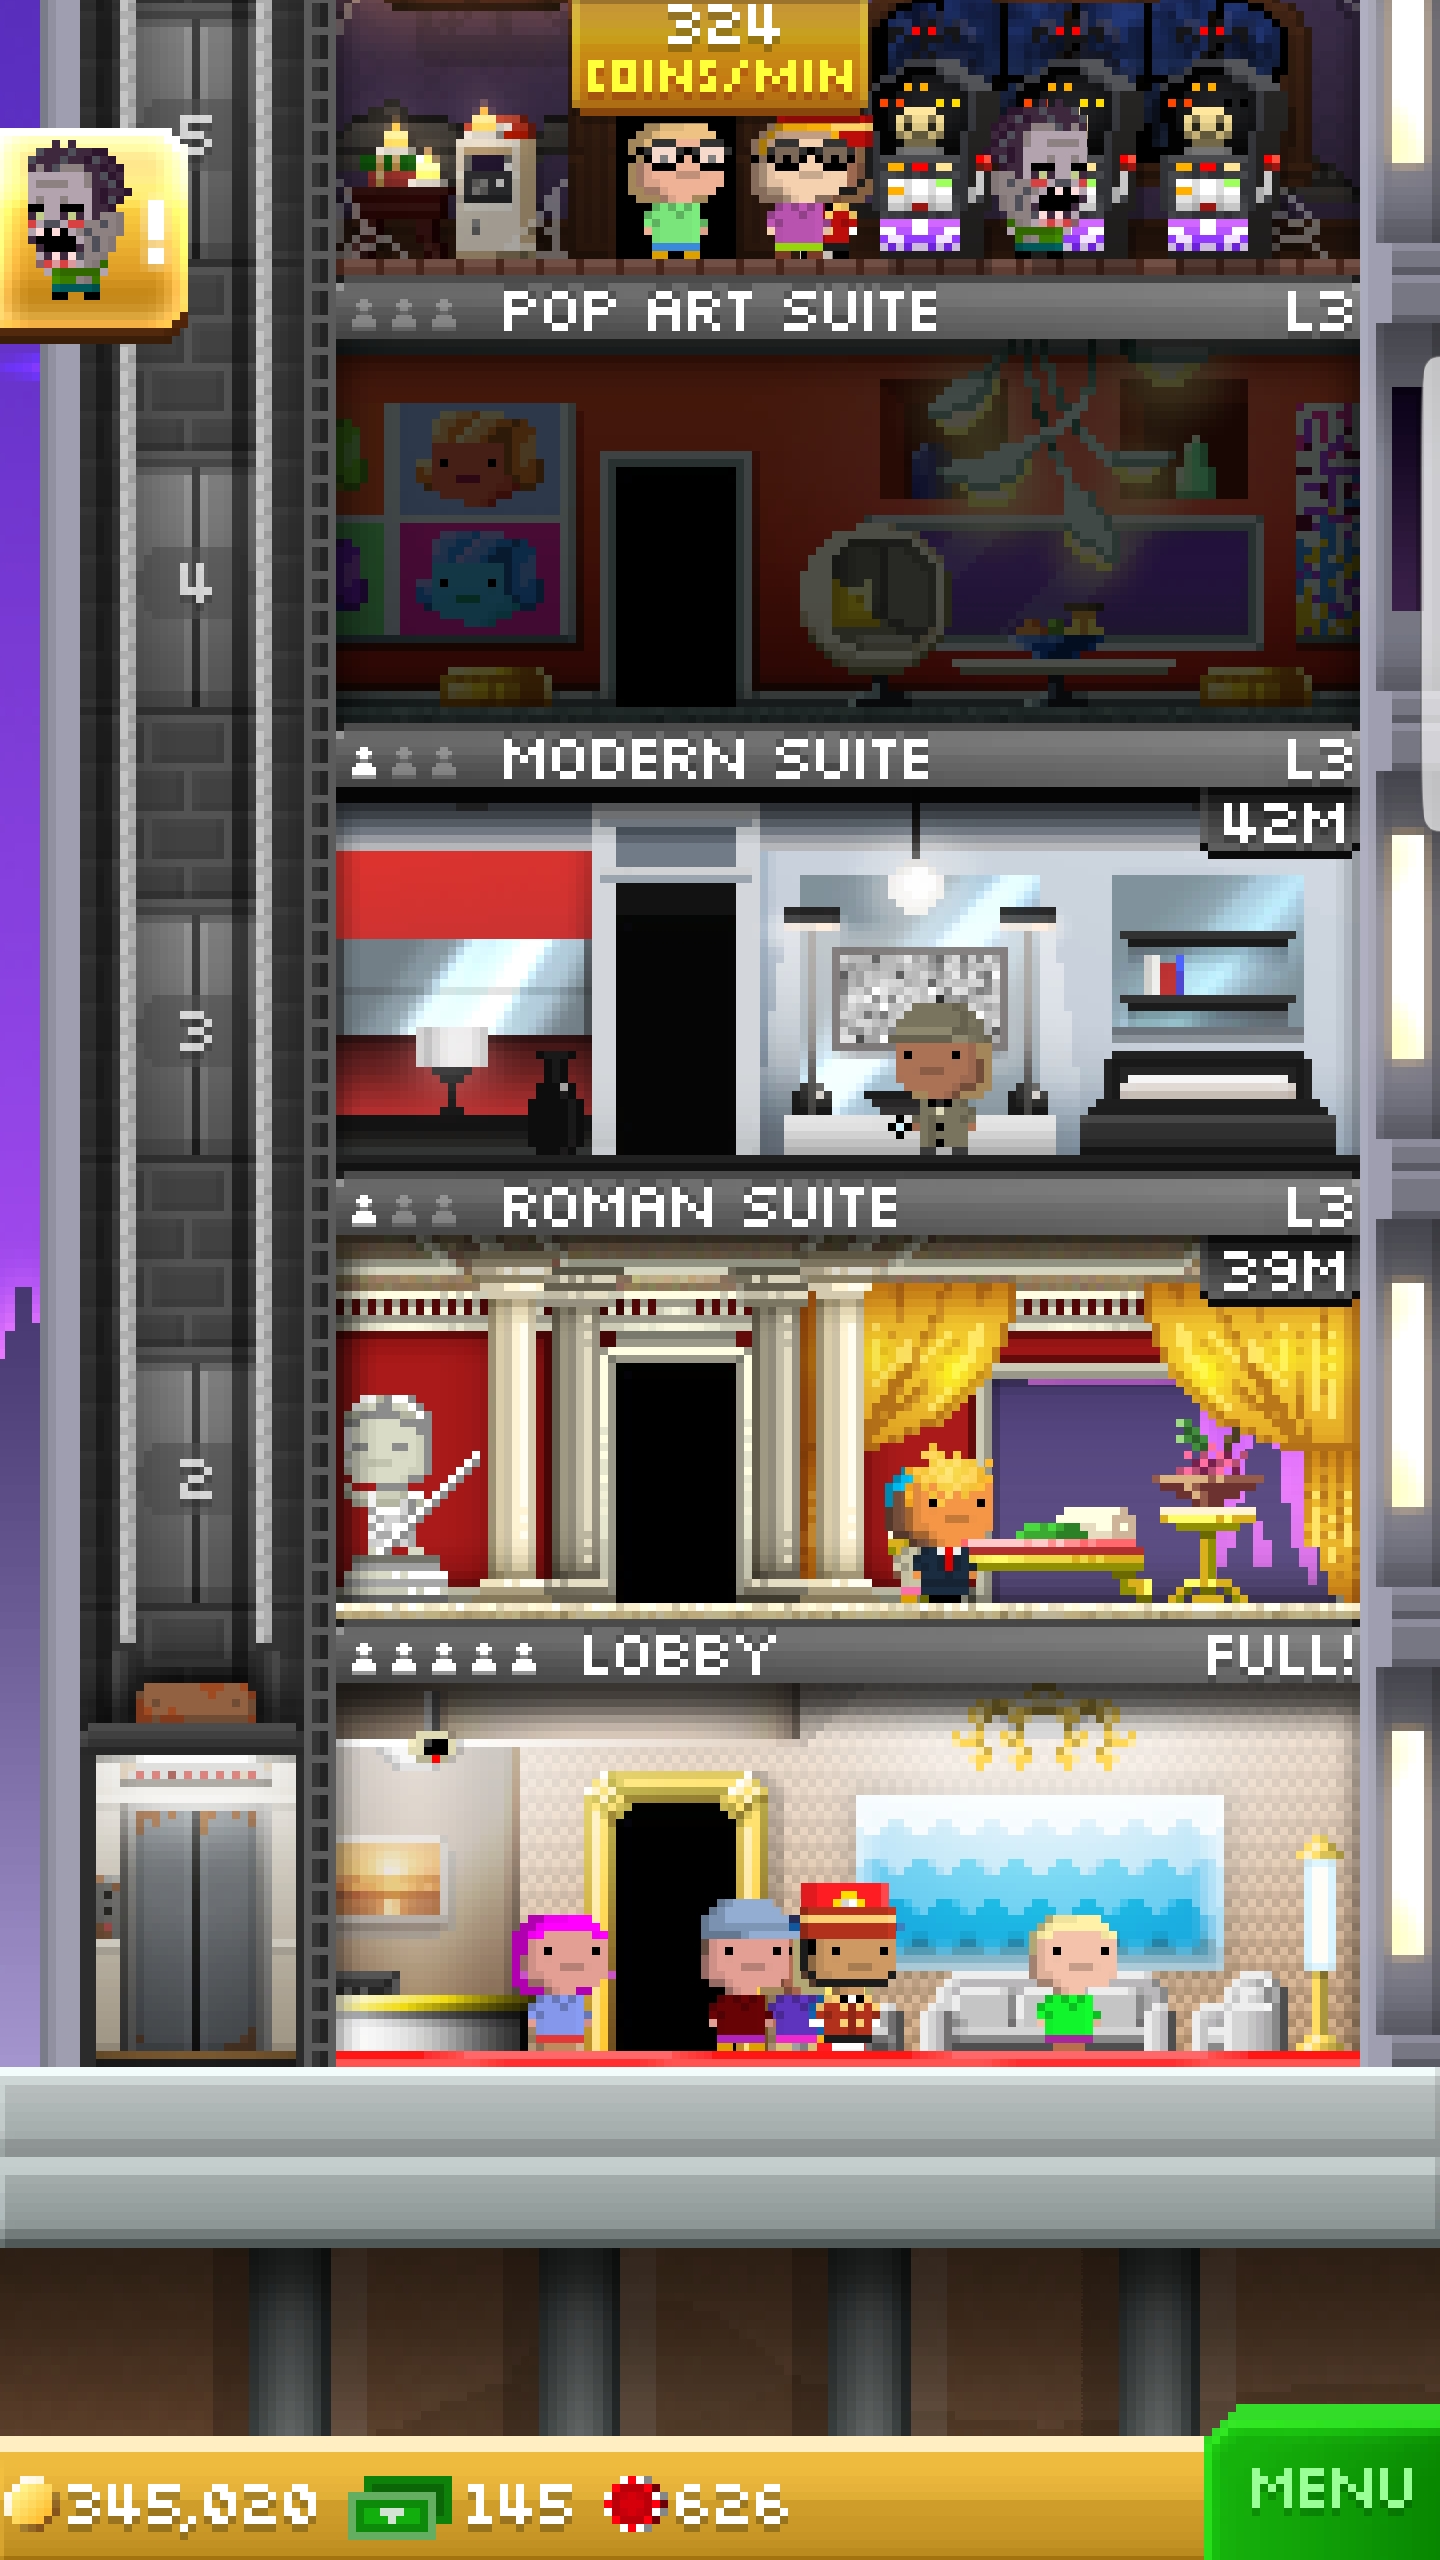 324
COINS/MIN
5
!
POP ART SUITE L3
4
MODERN SUITE L3
42M
3
ROMAN SUITE L3
39M
2
LOBBY FULL!
345,020 145 626
MENU